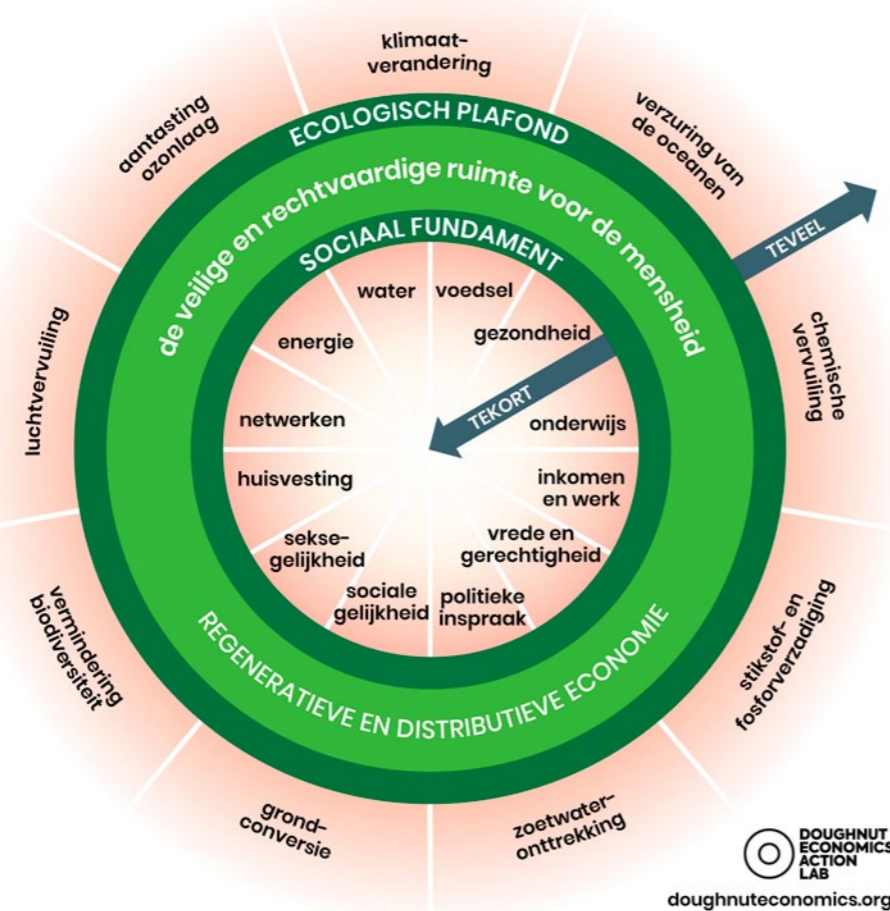 klimaat-
verandering
verzuring van
de oceanen
aantasting
ozonlaag
ECOLOGISCH PLAFOND
de veilige en rechtvaardige ruimte voor de mensheid
SOCIAAL FUNDAMENT
TEVEEL
water
voedsel
energie
gezondheid
luchtvervuiling
chemische
vervuiling
netwerken
TEKORT
onderwijs
huisvesting
inkomen
en werk
sekse-
gelijkheid
vrede en
gerechtigheid
sociale
gelijkheid
politieke
inspraak
vermindering
biodiversiteit
stikstof- en
fosforverzadiging
REGENERATIEVE EN DISTRIBUTIEVE ECONOMIE
grond-
conversie
zoetwater-
onttrekking
DOUGHNUT
ECONOMICS
ACTION
LAB
doughnuteconomics.org